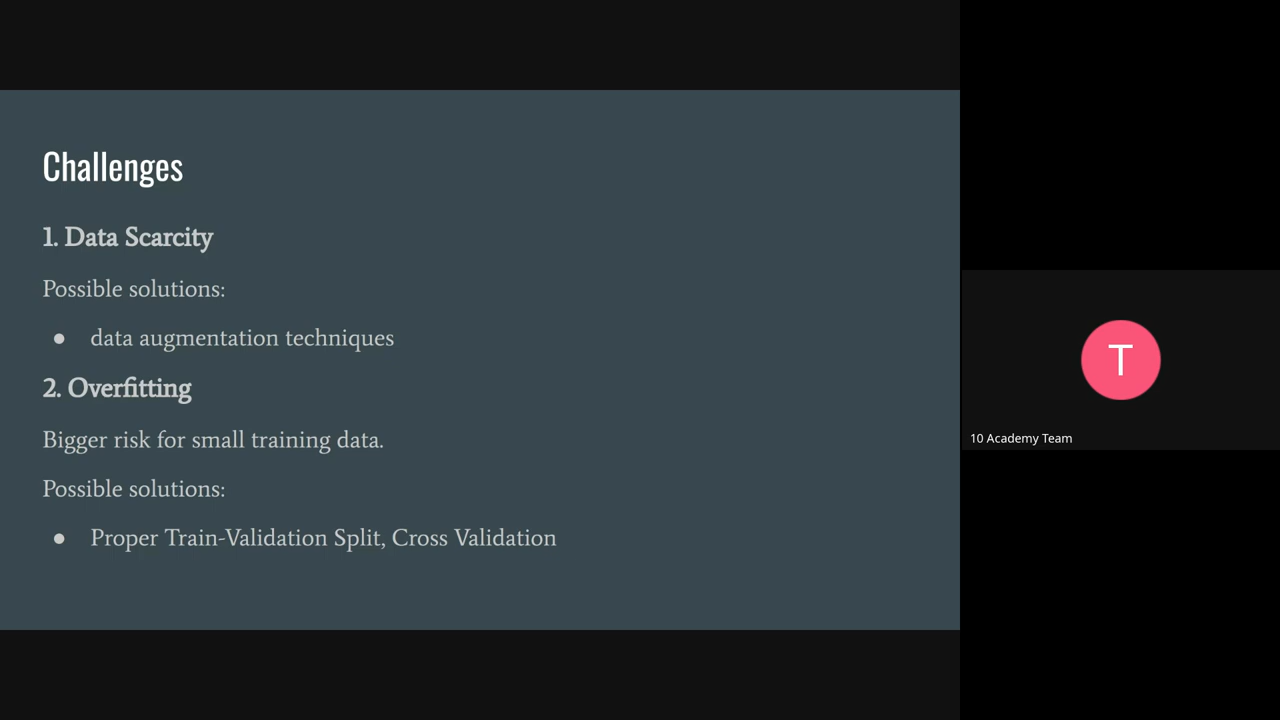 Challenges
1. Data Scarcity
Possible solutions:
● data augmentation techniques
2. Overfitting
Bigger risk for small training data.
Possible solutions:
● Proper Train-Validation Split, Cross Validation
T
10 Academy Team